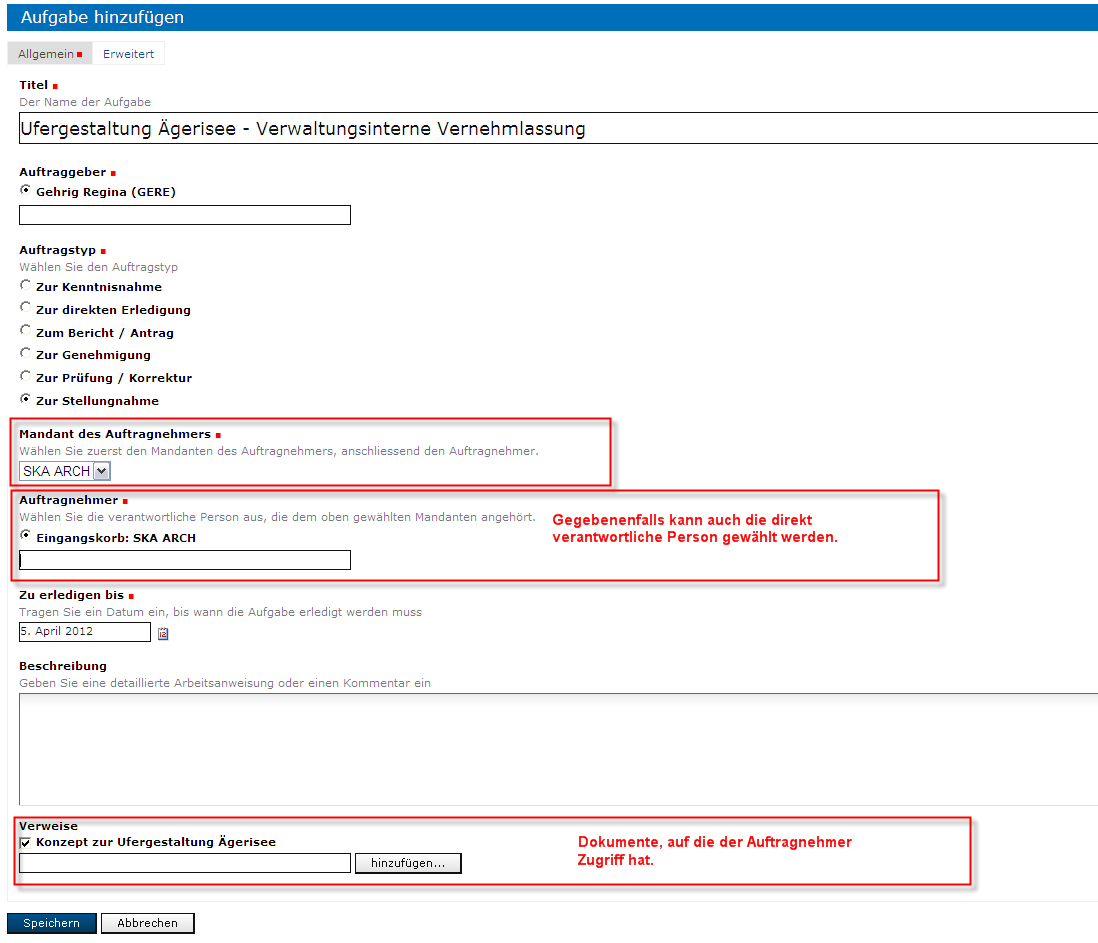 Aufgabe hinzufügen
Allgemein Erweitert
Titel
Der Name der Aufgabe
Ufergestaltung Ägerisee - Verwaltungsinterne Vernehmlassung
Auftraggeber
Gehrig Regina (GERE)
Auftragstyp
Wählen Sie den Auftragstyp
Zur Kenntnisnahme
Zur direkten Erledigung
Zum Bericht / Antrag
Zur Genehmigung
Zur Prüfung / Korrektur
Zur Stellungnahme
Mandant des Auftragnehmers
Wählen Sie zuerst den Mandanten des Auftragnehmers, anschliessend den Auftragnehmer.
SKA ARCH
Auftragnehmer
Wählen Sie die verantwortliche Person aus, die dem oben gewählten Mandanten angehört.
Eingangskorb: SKA ARCH
Gegebenenfalls kann auch die direkt
verantwortliche Person gewählt werden.
Zu erledigen bis
Tragen Sie ein Datum ein, bis wann die Aufgabe erledigt werden muss
5. April 2012
12
Beschreibung
Geben Sie eine detaillierte Arbeitsanweisung oder einen Kommentar ein
Verweise
Konzept zur Ufergestaltung Ägerisee
hinzufügen...
Dokumente, auf die der Auftragnehmer
Zugriff hat.
Speichern Abbrechen